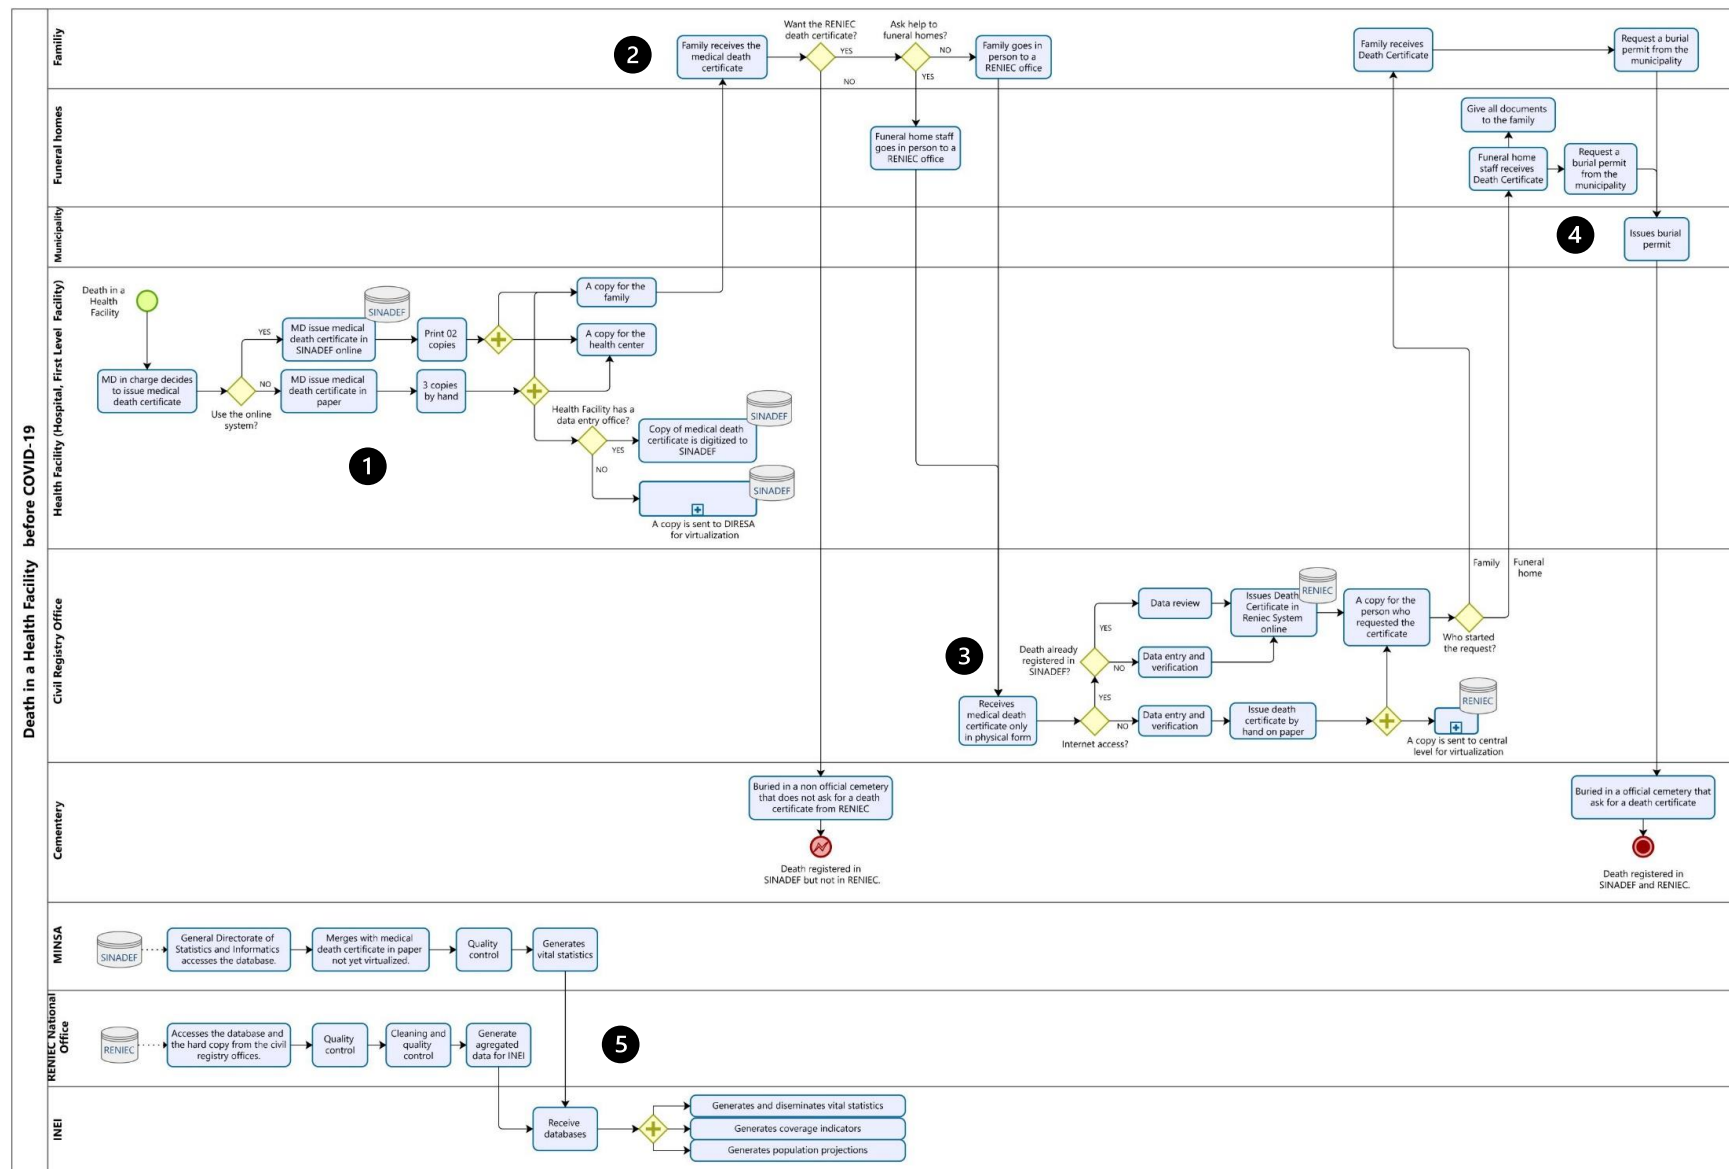 Death in a Health Facility before COVID-19
Familiy
2
Family receives the
medical death
certificate
Want the RENIEC
death certificate?
YES
NO
Ask help to
funeral homes?
NO
YES
Family goes in
person to a
RENIEC office
Family receives
Death Certificate
Request a burial
permit from the
municipality
Funeral homes
Funeral home staff
goes in person to a
RENIEC office
Give all documents
to the family
Funeral home
staff receives
Death Certificate
Request a
burial permit
from the
municipality
Municipality
4
Issues burial
permit
Health Facility (Hospital, First Level Facility)
Death in a
Health
Facility
MD in charge decides
to issue medical
death certificate
Use the online
system?
YES
NO
SINADEF
MD issue medical
death certificate in
SINADEF online
Print 02
copies
MD issue medical
death certificate in
paper
3 copies
by hand
A copy for the
family
A copy for the
health center
Health Facility has a
data entry office?
YES
NO
SINADEF
Copy of medical death
certificate is digitized to
SINADEF
SINADEF
A copy is sent to DIRESA
for virtualization
1
Civil Registry Office
3
Receives
medical death
certificate only
in physical form
Internet access?
YES
NO
Death already
registered in
SINADEF?
YES
NO
Data review
Data entry and
verification
Data entry and
verification
RENIEC
Issues Death
Certificate in
Reniec System
online
Issue death
certificate by
hand on paper
A copy for the
person who
requested the
certificate
Who started
the request?
Family
Funeral
home
RENIEC
A copy is sent to central
level for virtualization
Cementery
Buried in a non official cemetery
that does not ask for a death
certificate from RENIEC
Death registered in
SINADEF but not in RENIEC.
Buried in a official cemetery that
ask for a death certificate
Death registered in
SINADEF and RENIEC.
MINSA
SINADEF
General Directorate of
Statistics and Informatics
accesses the database.
Merges with medical
death certificate in paper
not yet virtualized.
Quality
control
Generates
vital statistics
RENIEC National
Office
RENIEC
Accesses the database and
the hard copy from the civil
registry offices.
Quality
control
Cleaning and
quality
control
Generate
agregated
data for INEI
5
INEI
Receive
databases
Generates and diseminates vital statistics
Generates coverage indicators
Generates population projections